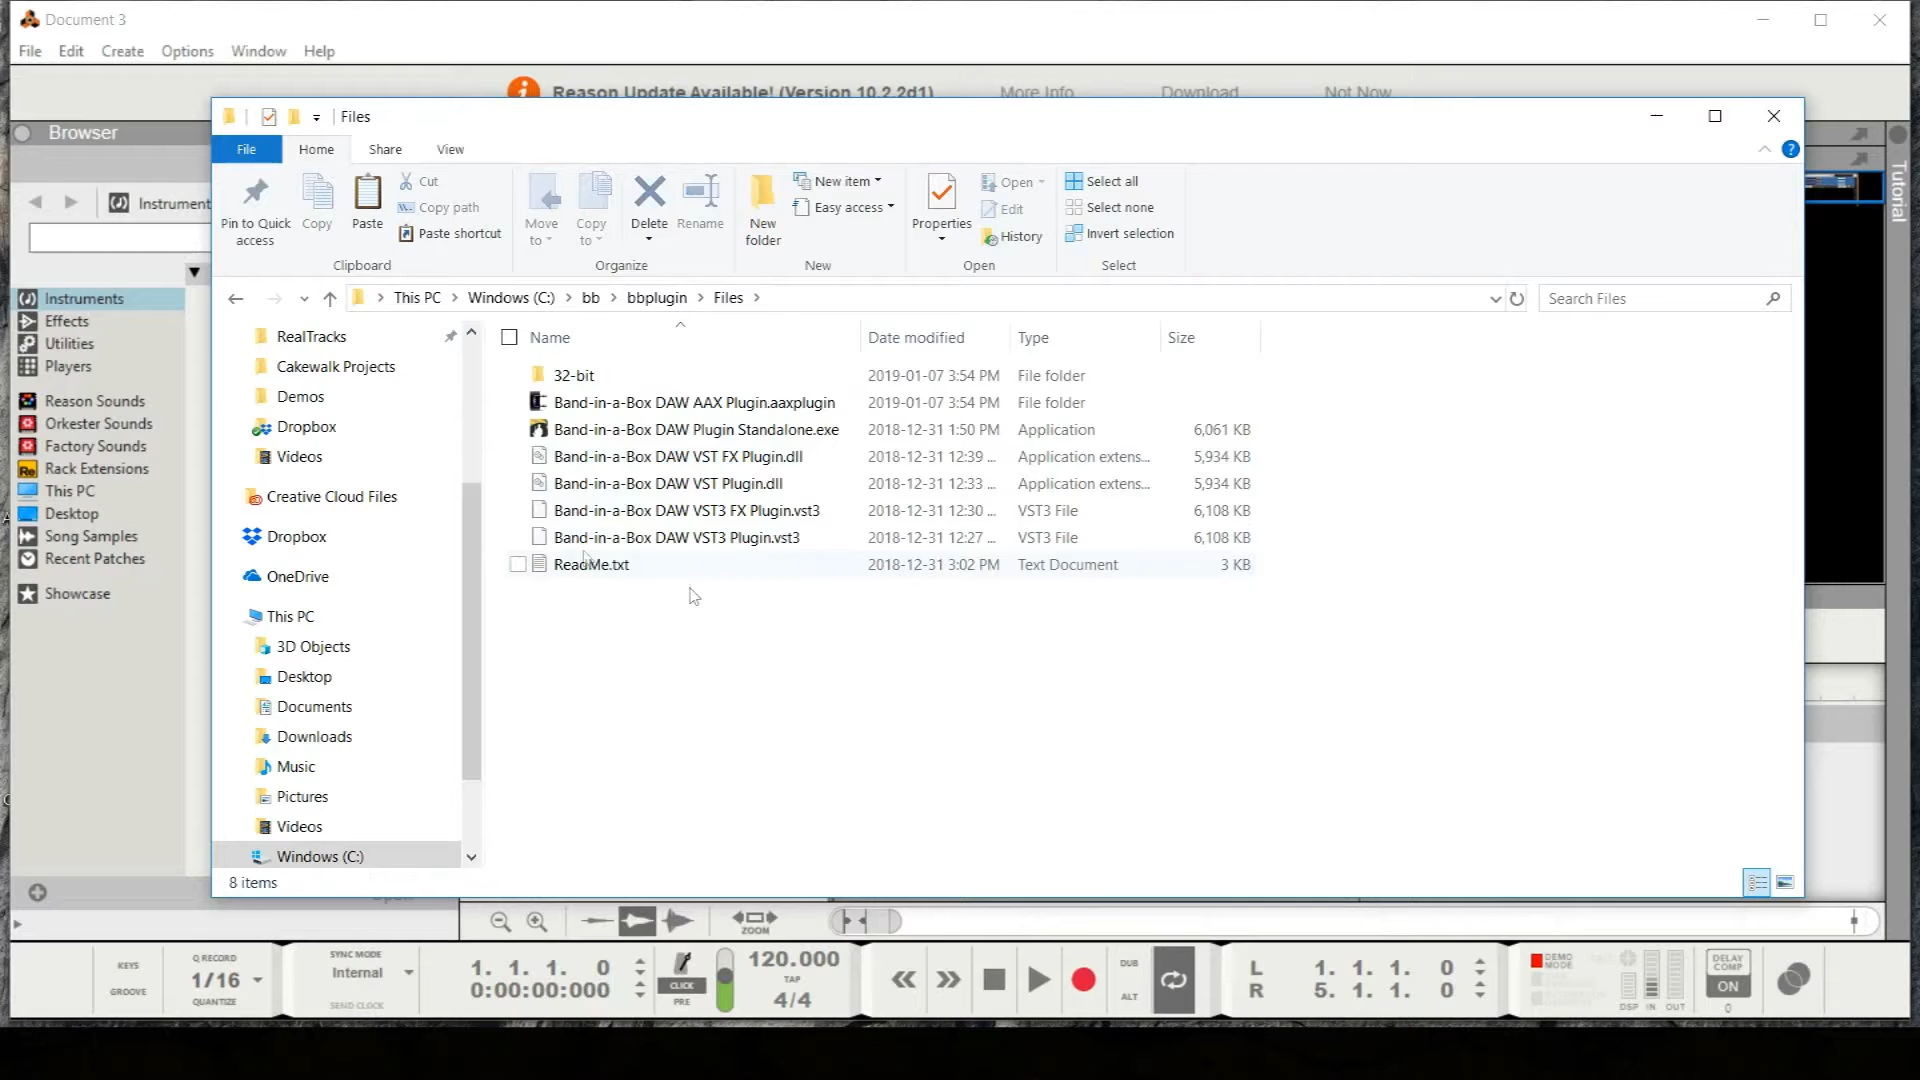 Document 3
File Edit Create Options Window Help
Reason Update Available! (Version 10.2.2d1) More Info Download Not Now
Files
Browser
File Home Share View
Tutorial
Instrument
Pin to Quick access
Copy
Paste
Cut
Copy path
Paste shortcut
Clipboard
Move to
Copy to
Delete
Rename
Organize
New folder
New item
Easy access
New
Properties
Open
Edit
History
Open
Select all
Select none
Invert selection
Select
This PC Windows (C:) bb bbplugin Files
Search Files
Instruments
Effects
Utilities
Players
Reason Sounds
Orkester Sounds
Factory Sounds
Rack Extensions
This PC
Desktop
Song Samples
Recent Patches
Showcase
RealTracks
Cakewalk Projects
Demos
Dropbox
Videos
Creative Cloud Files
Dropbox
OneDrive
This PC
3D Objects
Desktop
Documents
Downloads
Music
Pictures
Videos
Windows (C:)
Name Date modified Type Size
32-bit 2019-01-07 3:54 PM File folder
Band-in-a-Box DAW AAX Plugin.aaxplugin 2019-01-07 3:54 PM File folder
Band-in-a-Box DAW Plugin Standalone.exe 2018-12-31 1:50 PM Application 6,061 KB
Band-in-a-Box DAW VST FX Plugin.dll 2018-12-31 12:39 ... Application extens... 5,934 KB
Band-in-a-Box DAW VST Plugin.dll 2018-12-31 12:33 ... Application extens... 5,934 KB
Band-in-a-Box DAW VST3 FX Plugin.vst3 2018-12-31 12:30 ... VST3 File 6,108 KB
Band-in-a-Box DAW VST3 Plugin.vst3 2018-12-31 12:27 ... VST3 File 6,108 KB
ReadMe.txt 2018-12-31 3:02 PM Text Document 3 KB
8 items
ZOOM
KEYS
GROOVE
Q RECORD
1/16
QUANTIZE
SYNC MODE
Internal
SEND CLOCK
1. 1. 1. 0
0:00:00:000
CLICK
PRE
120.000
TAP
4/4
DUB
ALT
L 1. 1. 1. 0
R 5. 1. 1. 0
DEMO MODE
DSP IN OUT
DELAY COMP
ON
0